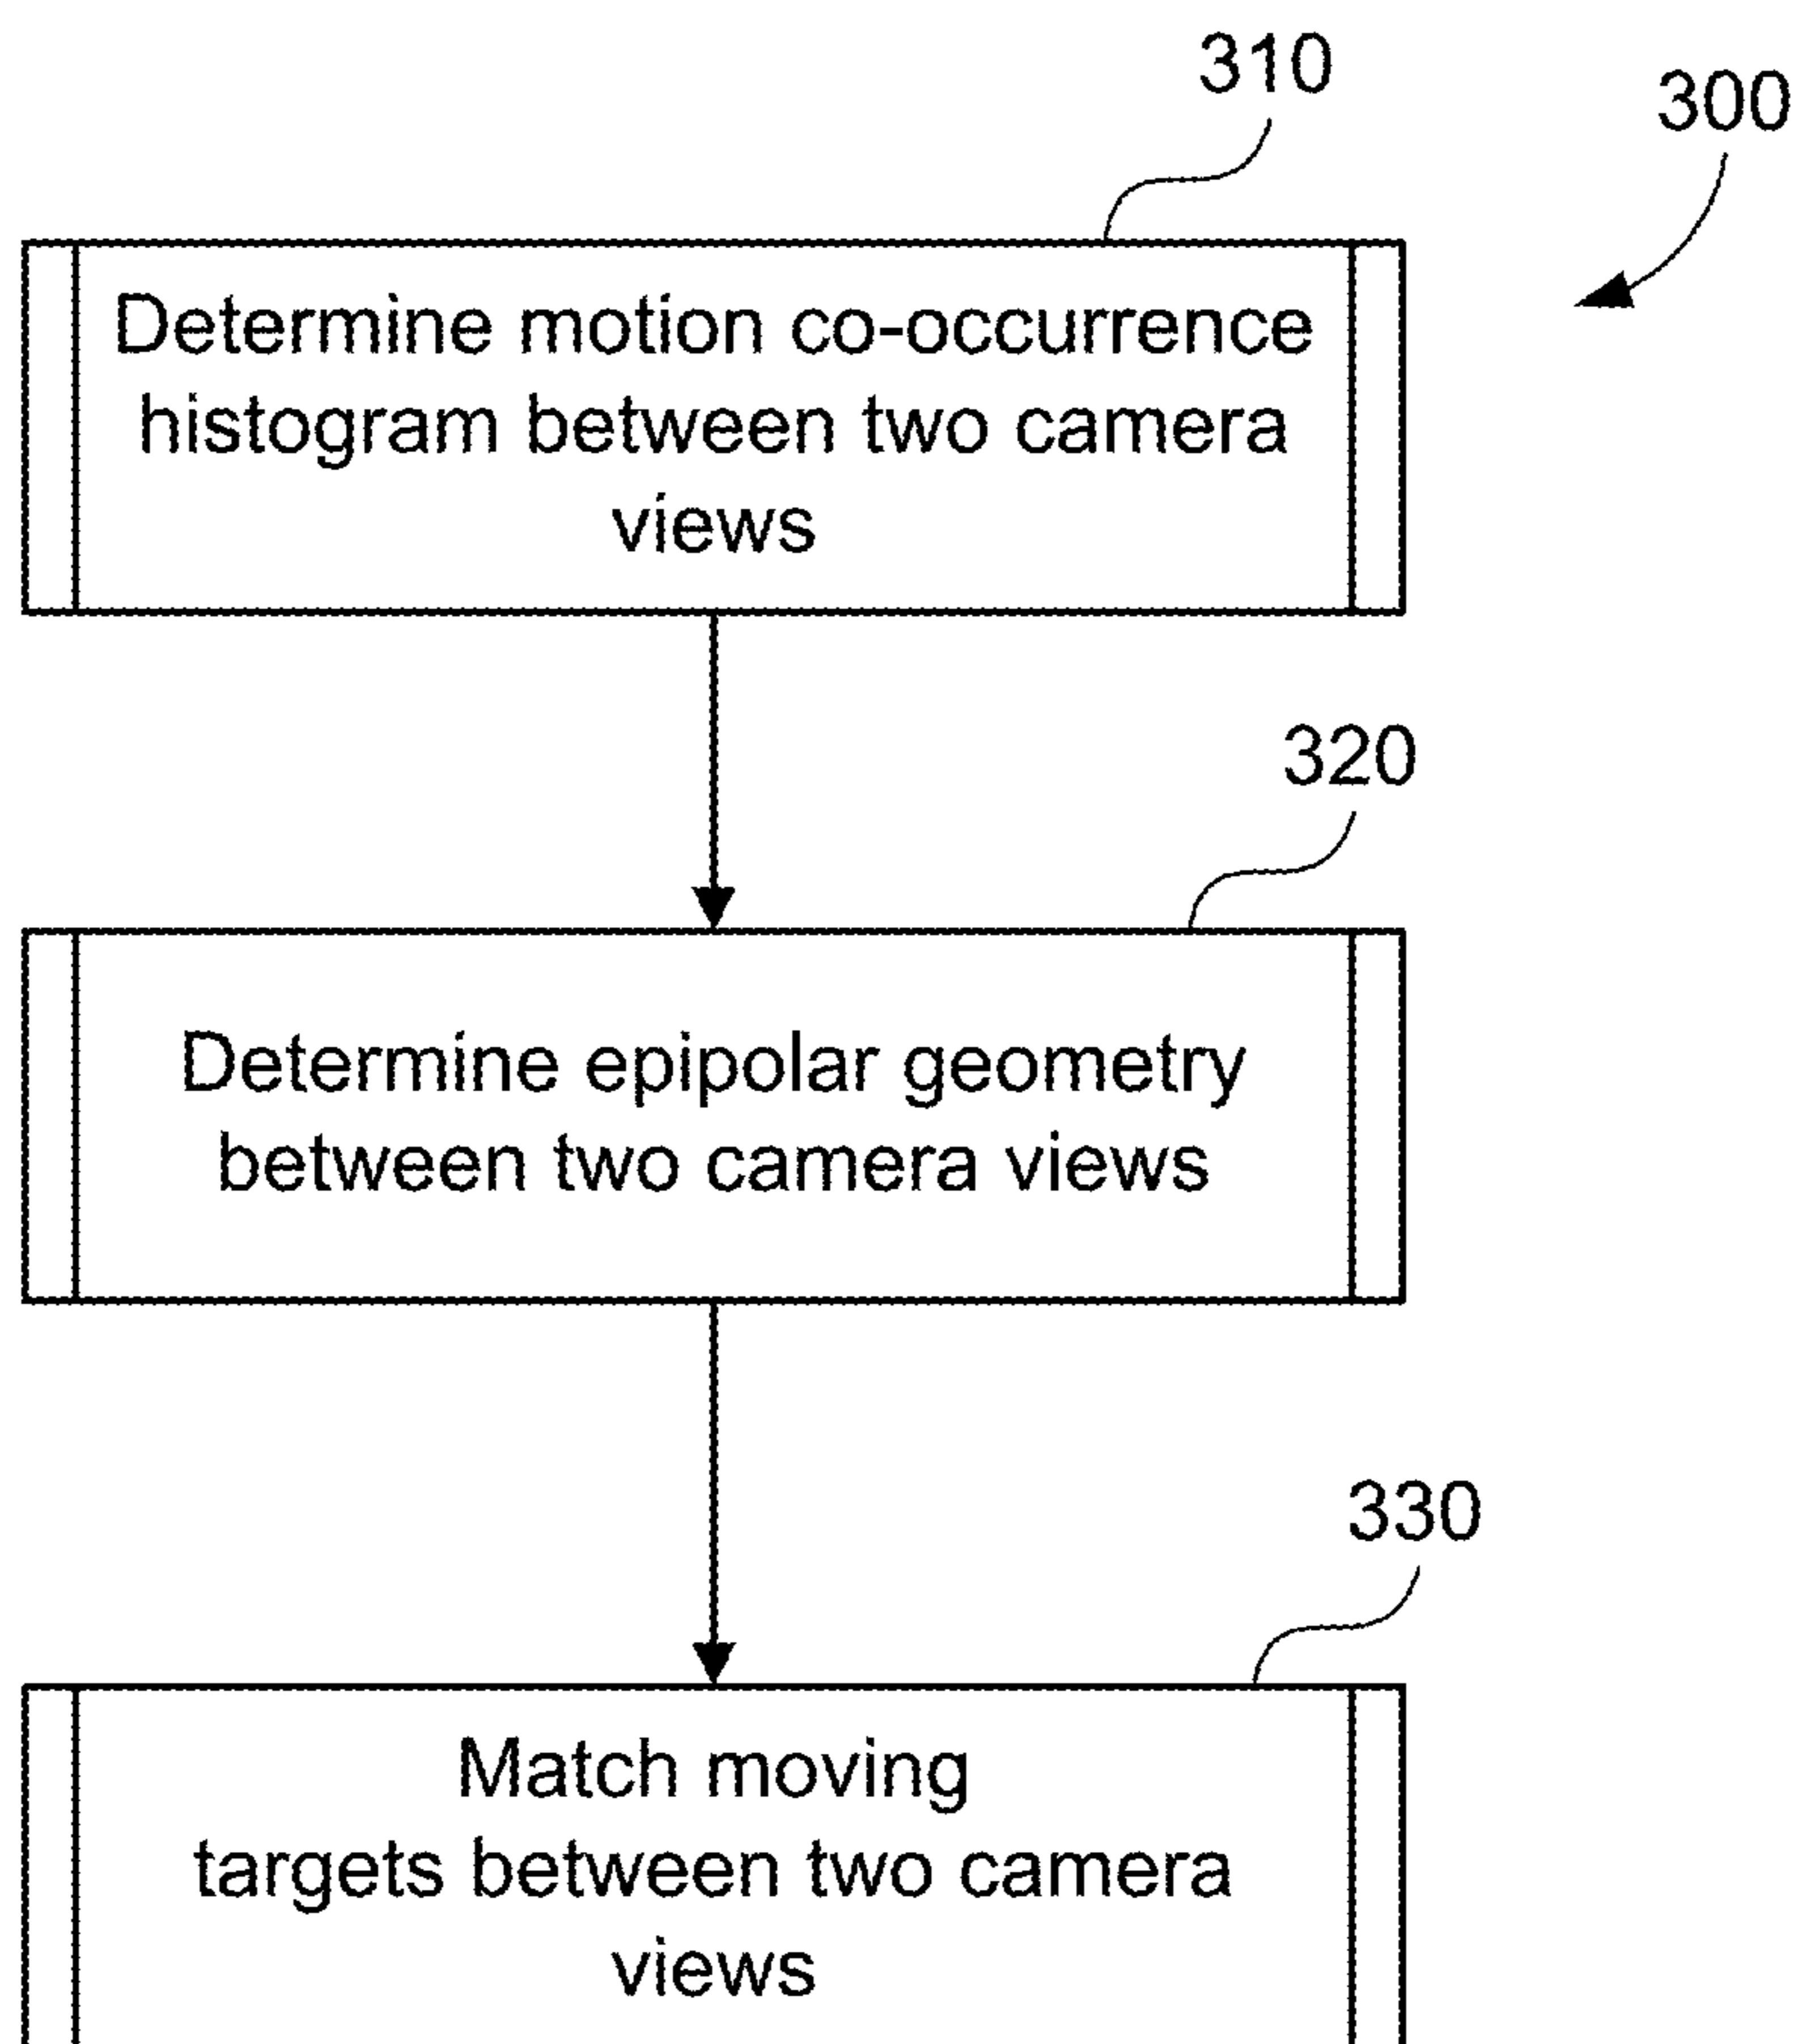 310
300
Determine motion co-occurrence
histogram between two camera
views
320
Determine epipolar geometry
between two camera views
330
Match moving
targets between two camera
views